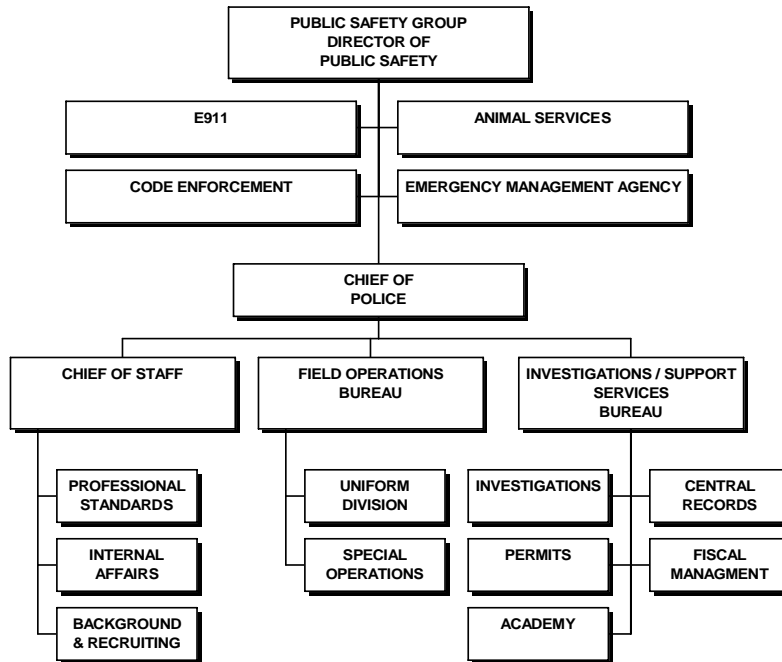 PUBLIC SAFETY GROUP
DIRECTOR OF
PUBLIC SAFETY
E911
ANIMAL SERVICES
CODE ENFORCEMENT
EMERGENCY MANAGEMENT AGENCY
CHIEF OF
POLICE
CHIEF OF STAFF
FIELD OPERATIONS
BUREAU
INVESTIGATIONS / SUPPORT
SERVICES
BUREAU
PROFESSIONAL
STANDARDS
UNIFORM
DIVISION
INVESTIGATIONS
CENTRAL
RECORDS
INTERNAL
AFFAIRS
SPECIAL
OPERATIONS
PERMITS
FISCAL
MANAGMENT
BACKGROUND
& RECRUITING
ACADEMY